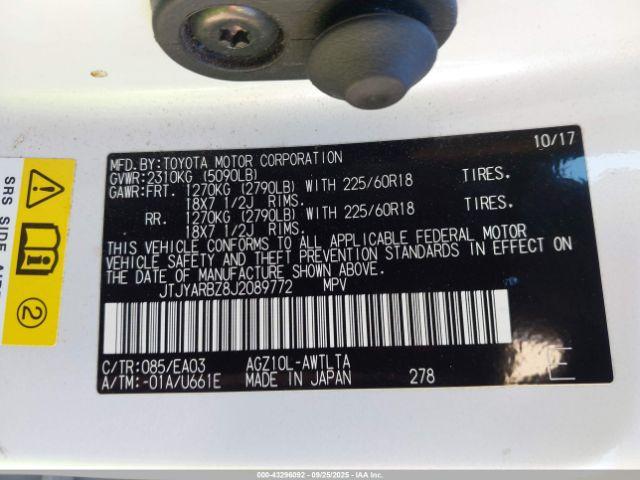 10/17
MFD.BY:TOYOTA MOTOR CORPORATION
GVWR:2310KG (5090LB)
GAWR:FRT. 1270KG (2790LB) WITH 225/60R18 TIRES.
18X7 1/2J RIMS.
RR. 1270KG (2790LB) WITH 225/60R18 TIRES.
18X7 1/2J RIMS.
THIS VEHICLE CONFORMS TO ALL APPLICABLE FEDERAL MOTOR
VEHICLE SAFETY AND THEFT PREVENTION STANDARDS IN EFFECT ON
THE DATE OF MANUFACTURE SHOWN ABOVE.
JTJYARBZ8J2089772 MPV
C/TR:085/EA03 AGZ10L-AWTLTA
A/TM:-01A/U661E MADE IN JAPAN 278 E
SRS SIDE
2
000-43296092 - 09/25/2025 - IAAI.COM